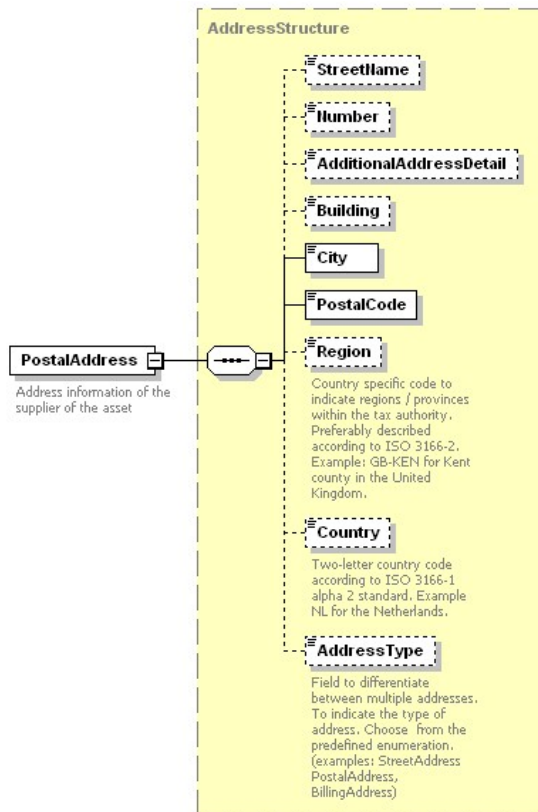 AddressStructure
StreetName
Number
AdditionalAddressDetail
Building
City
PostalCode
PostalAddress
Address information of the
supplier of the asset
Region
Country specific code to
indicate regions / provinces
within the tax authority.
Preferably described
according to ISO 3166-2.
Example: GB-KEN for Kent
county in the United
Kingdom.
Country
Two-letter country code
according to ISO 3166-1
alpha 2 standard. Example
NL for the Netherlands.
AddressType
Field to differentiate
between multiple addresses.
To indicate the type of
address. Choose from the
predefined enumeration.
(examples: StreetAddress
PostalAddress,
BillingAddress)